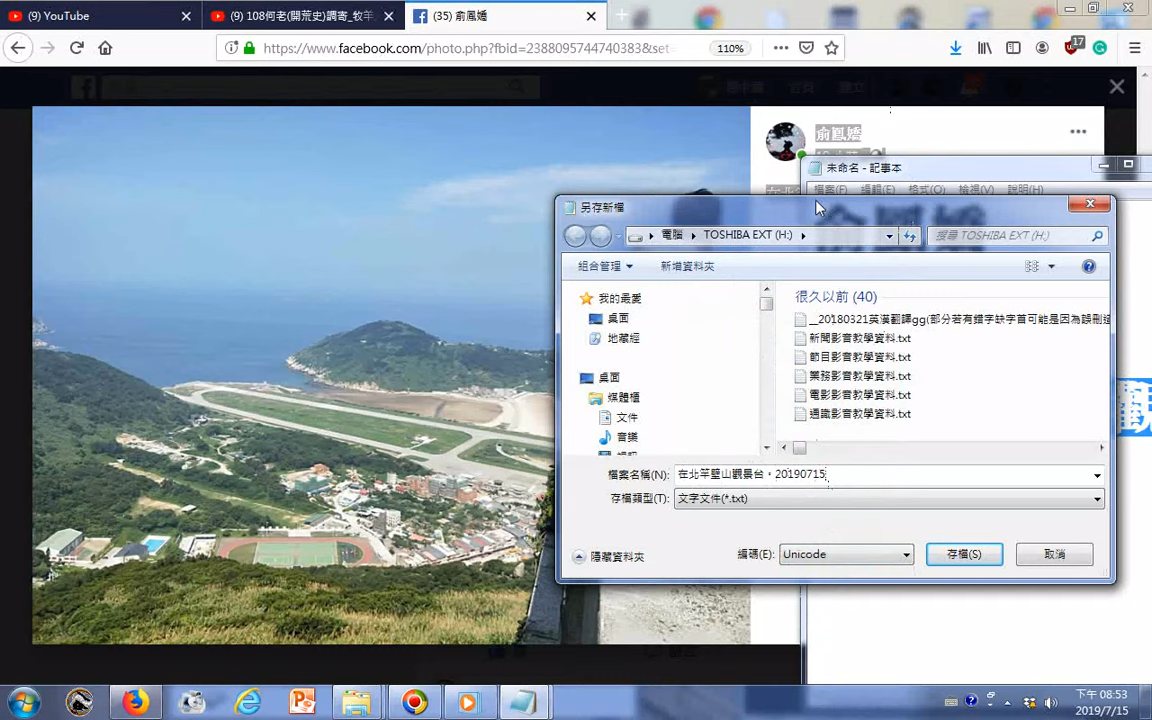 (9) YouTube
(9) 108何老(開荒史)調寄_牧羊
(35) 俞鳳嬌
https://www.facebook.com/photo.php?fbid=2388095744740383&set=
110%
17
俞鳳嬌
未命名 - 記事本
檔案(F) 編輯(E) 格式(O) 檢視(V) 說明(H)
另存新檔
電腦 TOSHIBA EXT (H:)
搜尋 TOSHIBA EXT (H:)
組合管理 新增資料夾
我的最愛
桌面
地藏經
桌面
媒體櫃
文件
音樂
很久以前 (40)
__20180321英漢翻譯gg(部分若有錯字缺字首可能是因為誤刪這
新聞影音教學資料.txt
節目影音教學資料.txt
業務影音教學資料.txt
電影影音教學資料.txt
通識影音教學資料.txt
檔案名稱(N): 在北竿壁山觀景台。20190715
存檔類型(T): 文字文件(*.txt)
隱藏資料夾
編碼(E): Unicode
存檔(S)
取消
觀
下午 08:53
2019/7/15